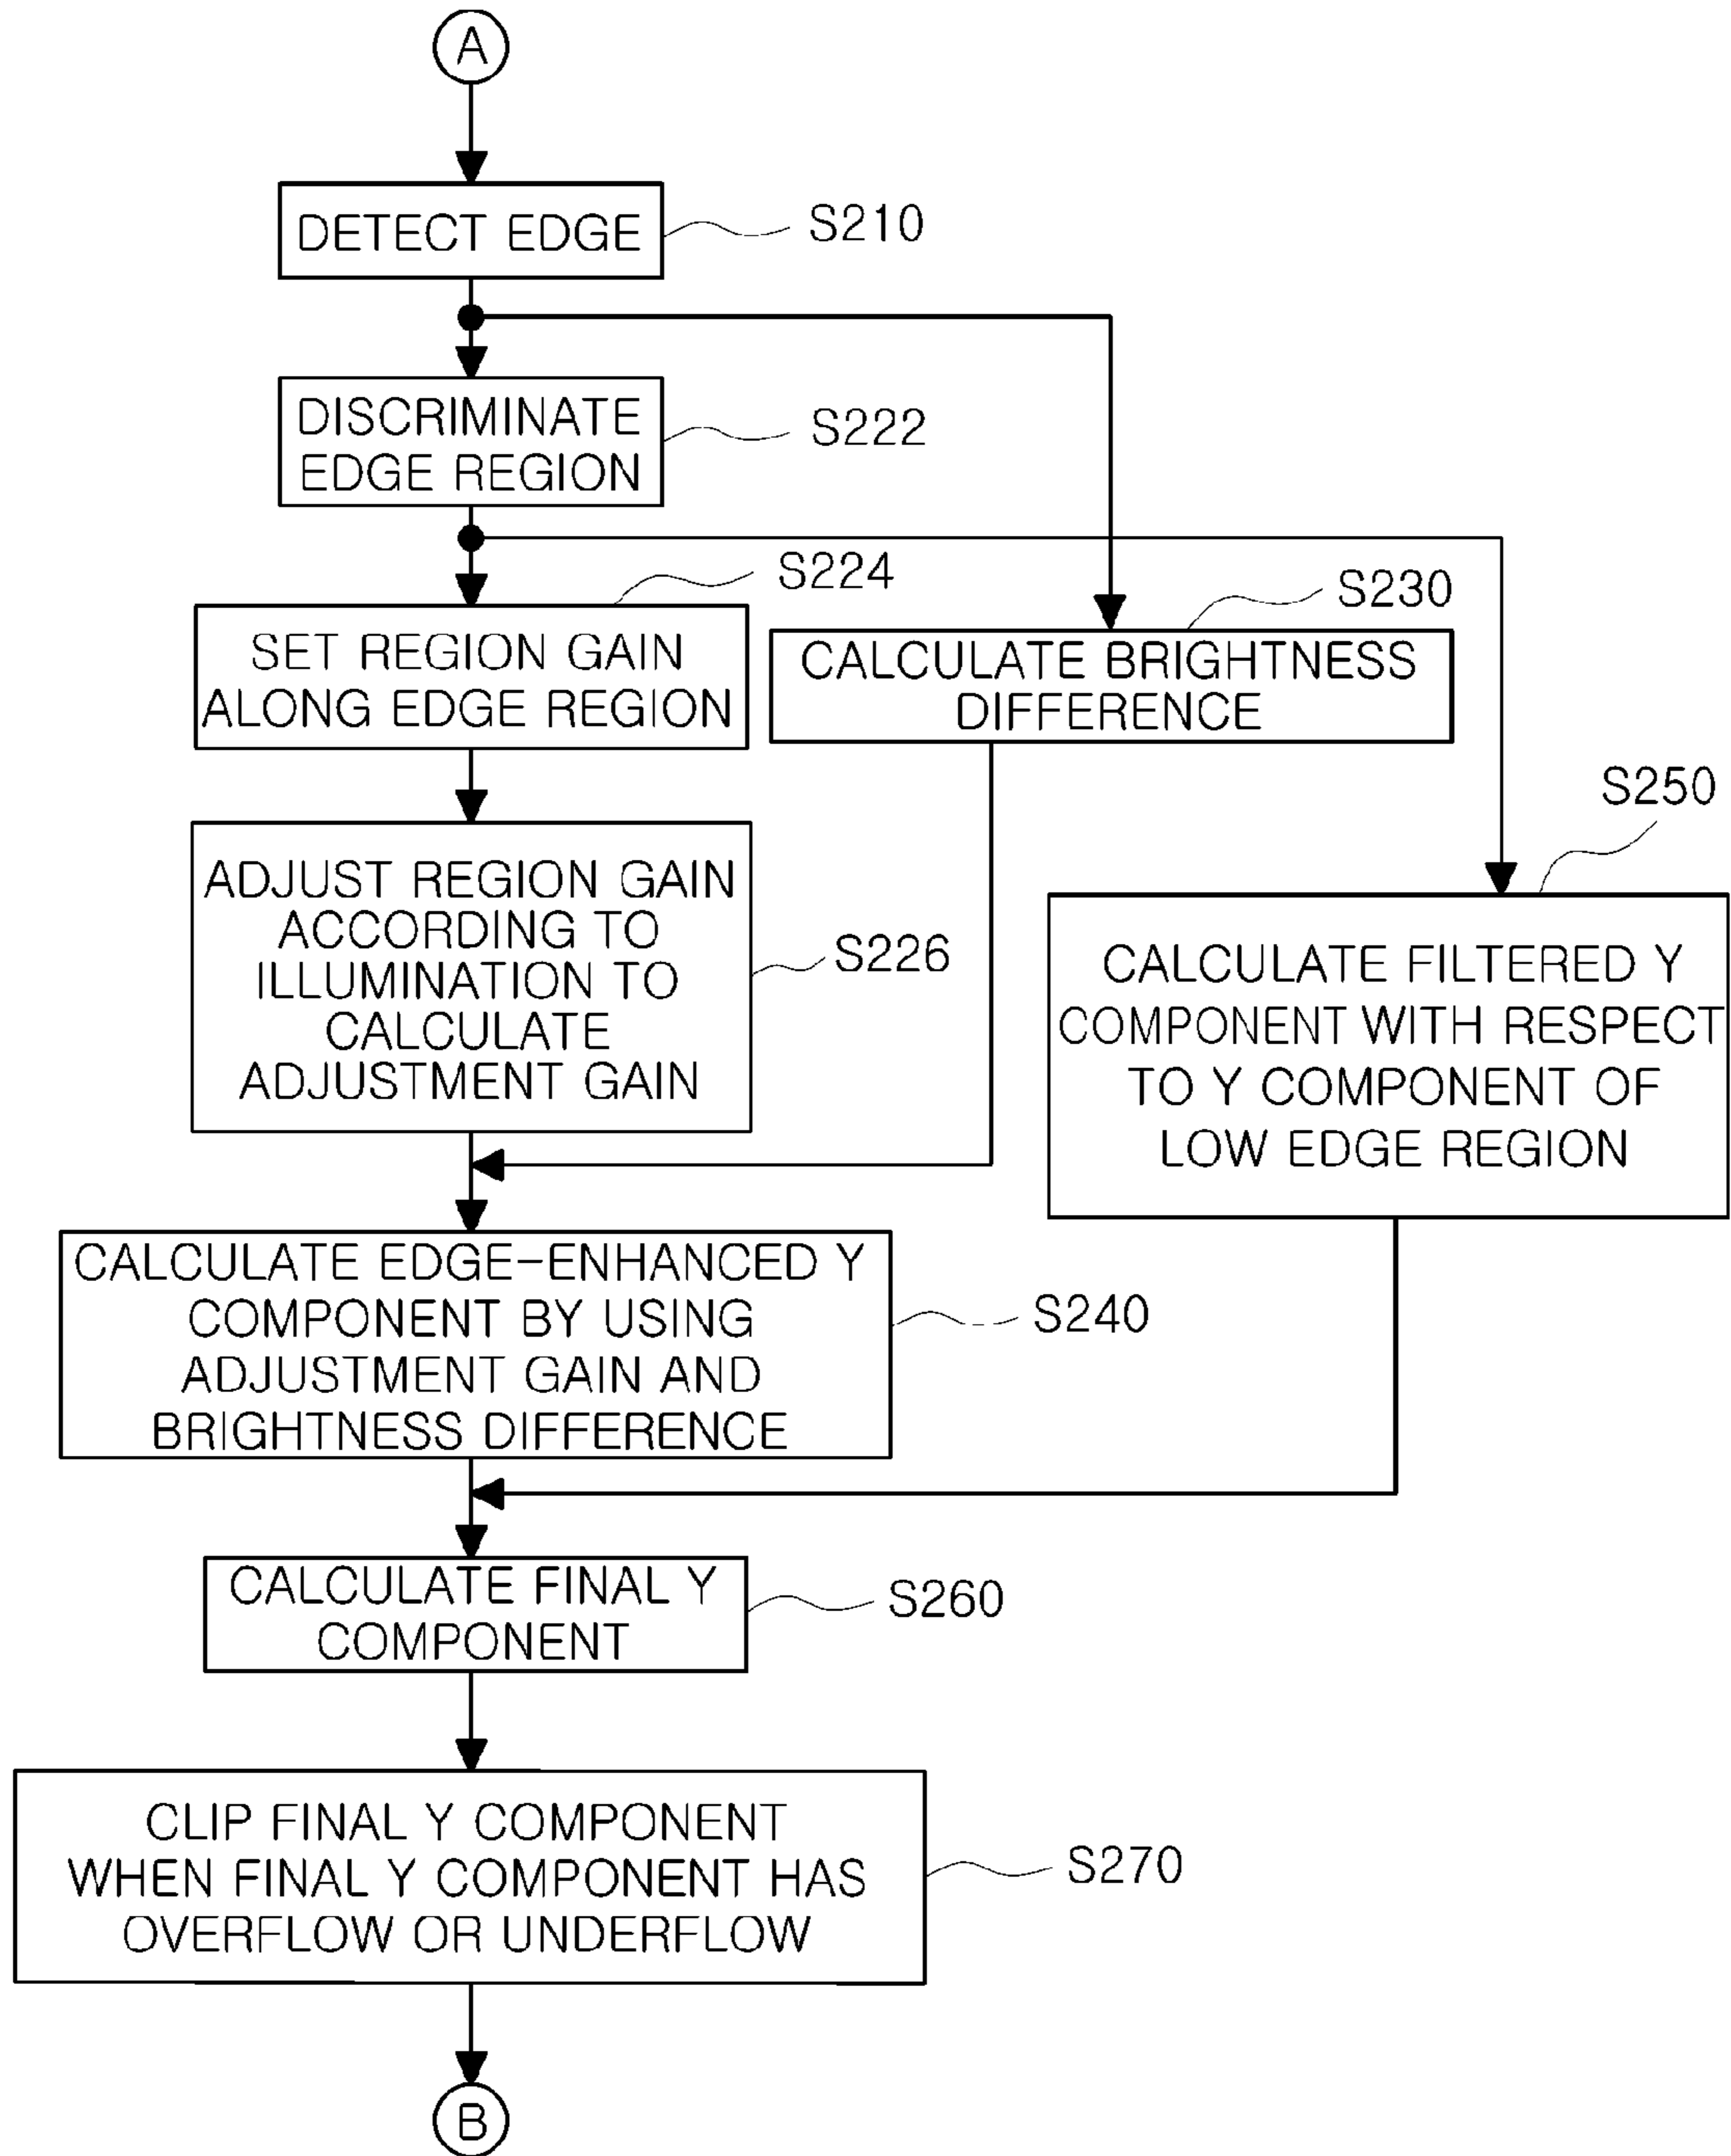 A
DETECT EDGE
S210
DISCRIMINATE
EDGE REGION
S222
S224
SET REGION GAIN
ALONG EDGE REGION
S230
CALCULATE BRIGHTNESS
DIFFERENCE
ADJUST REGION GAIN
ACCORDING TO
ILLUMINATION TO
CALCULATE
ADJUSTMENT GAIN
S226
S250
CALCULATE FILTERED Y
COMPONENT WITH RESPECT
TO Y COMPONENT OF
LOW EDGE REGION
CALCULATE EDGE-ENHANCED Y
COMPONENT BY USING
ADJUSTMENT GAIN AND
BRIGHTNESS DIFFERENCE
S240
CALCULATE FINAL Y
COMPONENT
S260
CLIP FINAL Y COMPONENT
WHEN FINAL Y COMPONENT HAS
OVERFLOW OR UNDERFLOW
S270
B